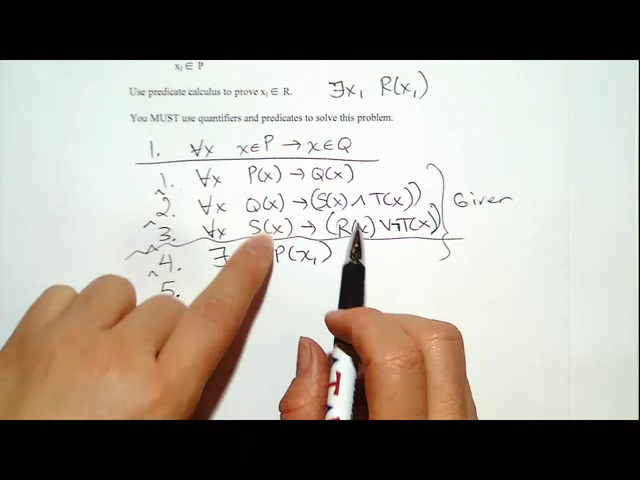 x₁ ∈ P
Use predicate calculus to prove x₁ ∈ R. ∃x₁ R(x₁)
You MUST use quantifiers and predicates to solve this problem.
1. ∀x x∈P → x∈Q
1. ∀x P(x) → Q(x)
^2. ∀x Q(x) → (S(x) ∧ T(x)) Given
^3. ∀x S(x) → (R(x) ∨ ¬T(x))
^4. ∃ P(x₁)
5.